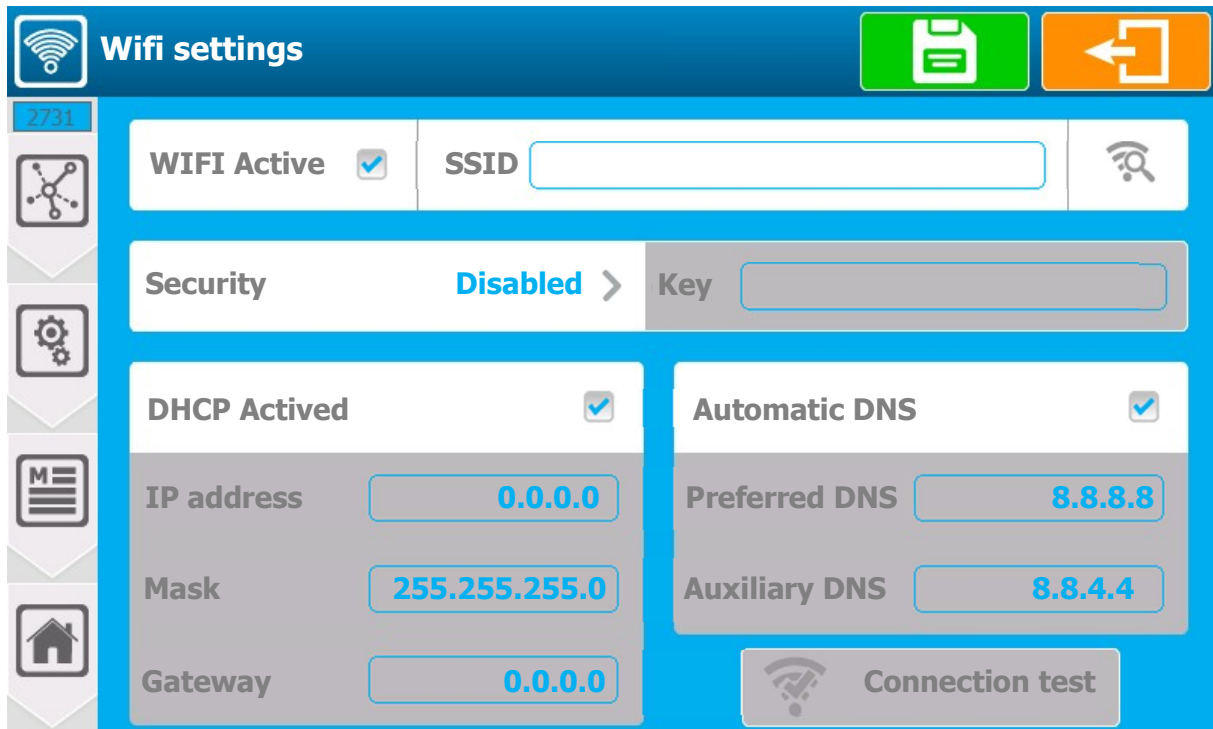 Wifi settings
2731
WIFI Active SSID
Security Disabled Key
DHCP Actived Automatic DNS
IP address 0.0.0.0 Preferred DNS 8.8.8.8
M
Mask 255.255.255.0 Auxiliary DNS 8.8.4.4
Gateway 0.0.0.0 Connection test